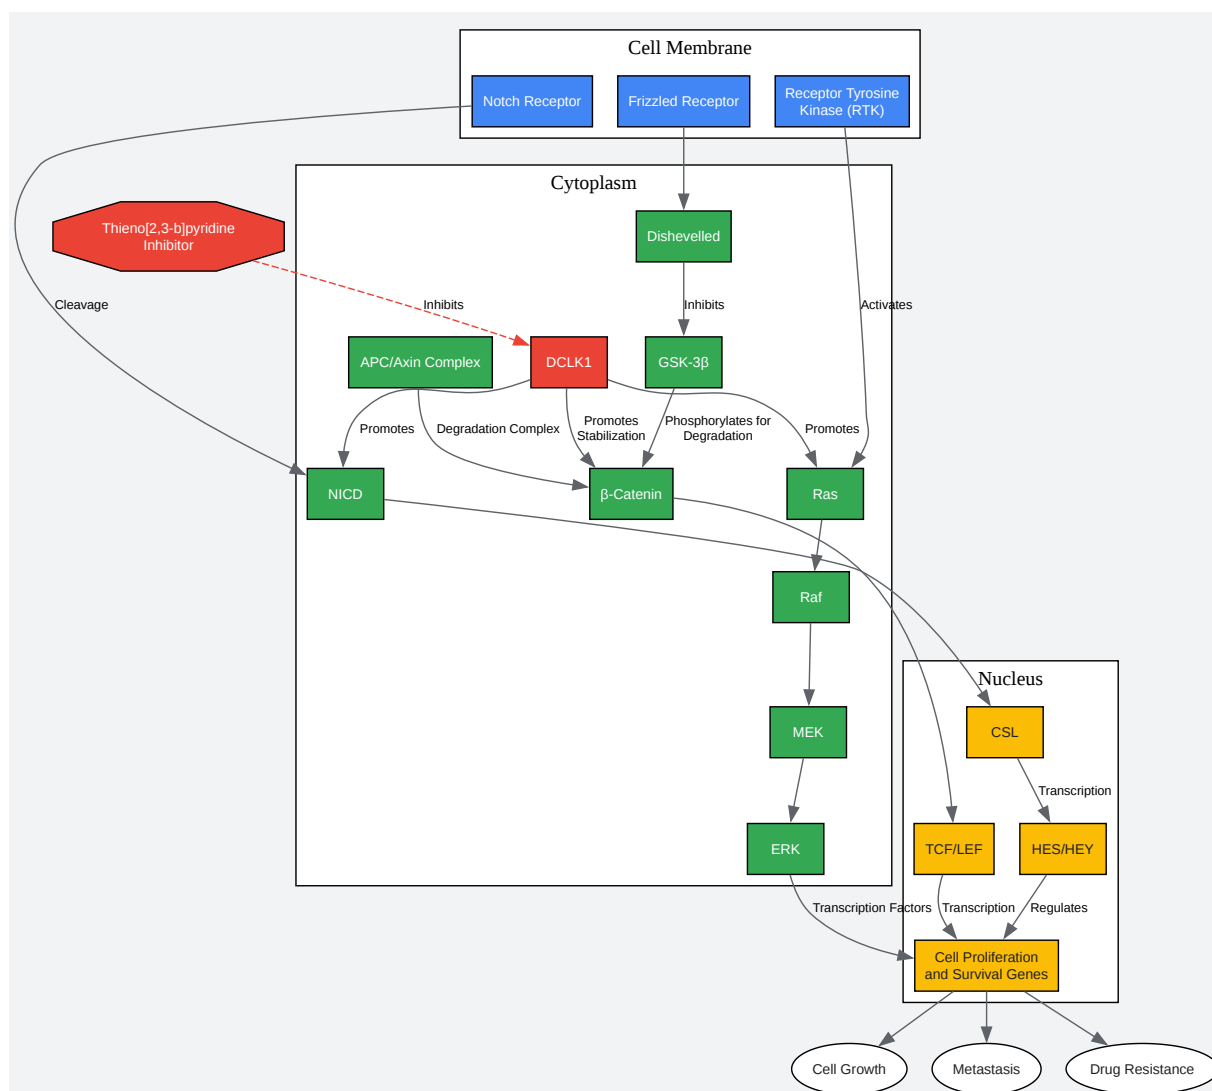 Cell Membrane
Notch Receptor
Frizzled Receptor
Receptor Tyrosine
Kinase (RTK)
Cytoplasm
Thieno[2,3-b]pyridine
Inhibitor
Dishevelled
Cleavage
Inhibits
Inhibits
Activates
APC/Axin Complex
DCLK1
GSK-3β
Promotes
Degradation Complex
Promotes
Stabilization
Phosphorylates for
Degradation
Promotes
NICD
β-Catenin
Ras
Raf
Nucleus
MEK
CSL
Transcription
ERK
TCF/LEF
HES/HEY
Transcription Factors
Transcription
Regulates
Cell Proliferation
and Survival Genes
Cell Growth
Metastasis
Drug Resistance